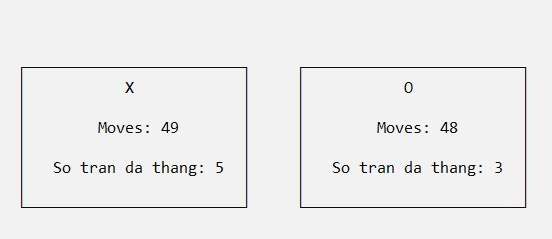 X
Moves: 49
So tran da thang: 5
O
Moves: 48
So tran da thang: 3